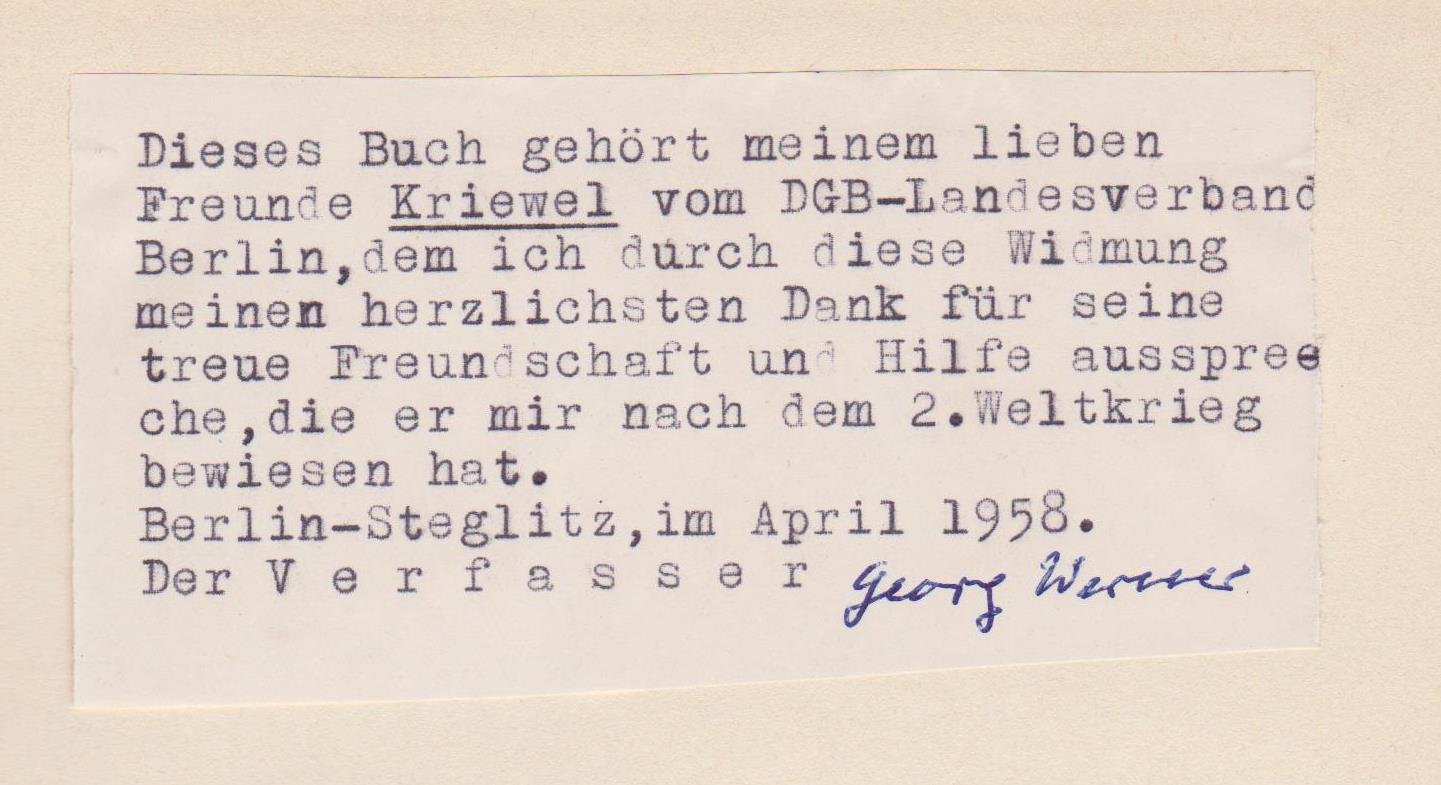 Dieses Buch gehört meinem lieben
Freunde Kriewel vom DGB-Landesverband
Berlin,dem ich durch diese Widmung
meinen herzlichsten Dank für seine
treue Freundschaft und Hilfe ausspree
che,die er mir nach dem 2.Weltkrieg
bewiesen hat.
Berlin-Steglitz,im April 1958.
Der V e r f a s s e r Georg Werner